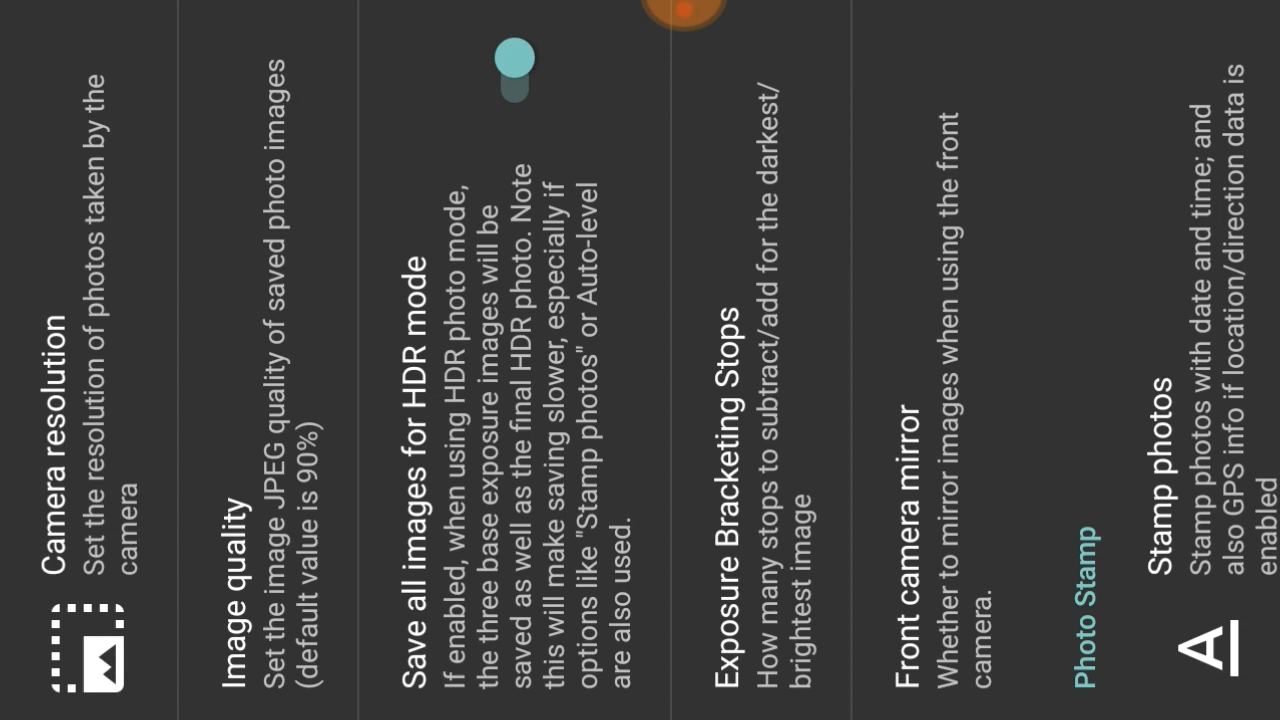 Camera resolution
Set the resolution of photos taken by the
camera
Image quality
Set the image JPEG quality of saved photo images
(default value is 90%)
Save all images for HDR mode
If enabled, when using HDR photo mode,
the three base exposure images will be
saved as well as the final HDR photo. Note
this will make saving slower, especially if
options like "Stamp photos" or Auto-level
are also used.
Exposure Bracketing Stops
How many stops to subtract/add for the darkest/
brightest image
Front camera mirror
Whether to mirror images when using the front
camera.
Photo Stamp
A
Stamp photos
Stamp photos with date and time; and
also GPS info if location/direction data is
enabled